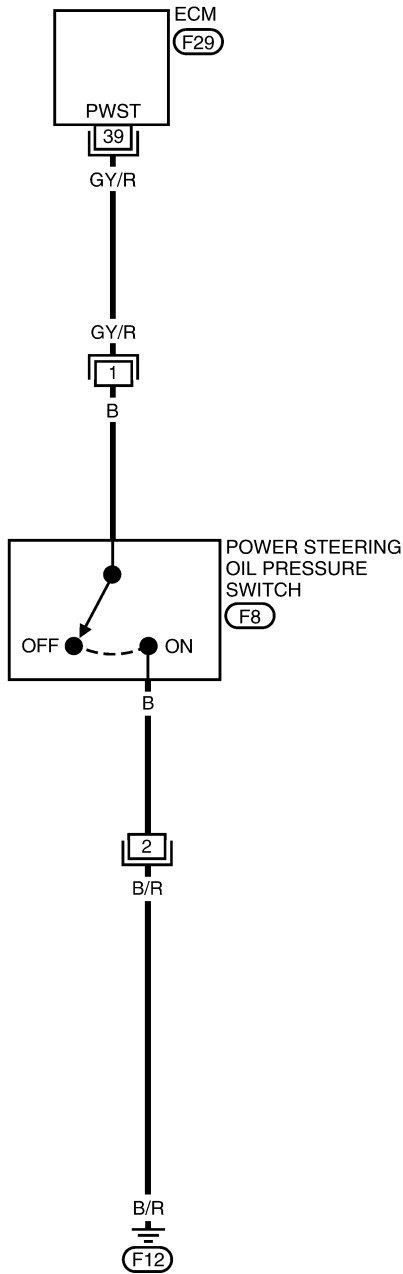 ECM
F29
PWST
39
GY/R
GY/R
1
B
POWER STEERING
OIL PRESSURE
SWITCH
F8
OFF
ON
B
2
B/R
B/R
F12